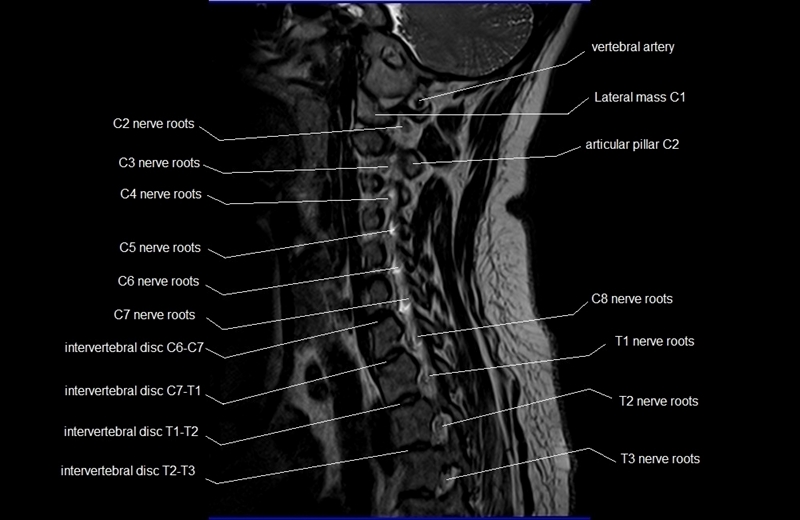 vertebral artery
Lateral mass C1
C2 nerve roots
articular pillar C2
C3 nerve roots
C4 nerve roots
C5 nerve roots
C6 nerve roots
C7 nerve roots
C8 nerve roots
intervertebral disc C6-C7
T1 nerve roots
intervertebral disc C7-T1
T2 nerve roots
intervertebral disc T1-T2
T3 nerve roots
intervertebral disc T2-T3